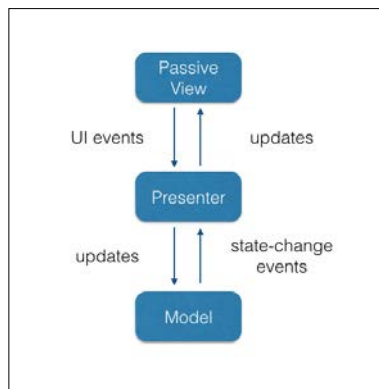 Passive
View
UI events
updates
Presenter
updates
state-change
events
Model